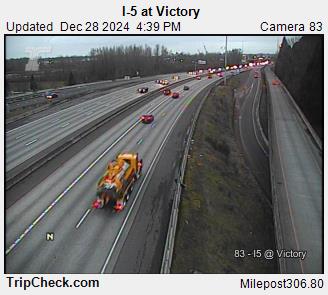 I-5 at Victory
Updated Dec 28 2024 4:39 PM Camera 83
T
N
83 - I5 @ Victory
TripCheck.com Milepost306.80